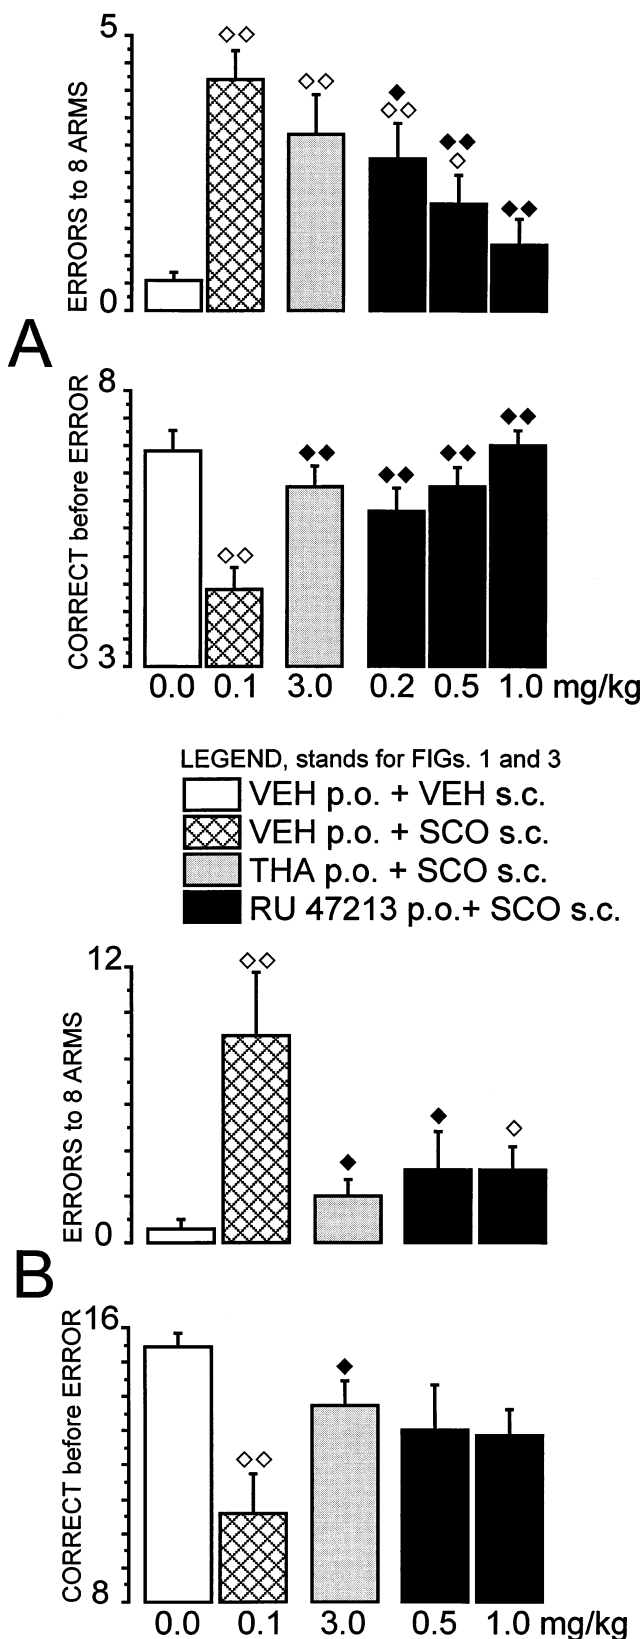 5
ERRORS to 8 ARMS
0
A
8
CORRECT before ERROR
3
0.0 0.1 3.0 0.2 0.5 1.0 mg/kg
LEGEND, stands for FIGs. 1 and 3
VEH p.o. + VEH s.c.
VEH p.o. + SCO s.c.
THA p.o. + SCO s.c.
RU 47213 p.o.+ SCO s.c.
12
ERRORS to 8 ARMS
0
B
16
CORRECT before ERROR
8
0.0 0.1 3.0 0.5 1.0 mg/kg